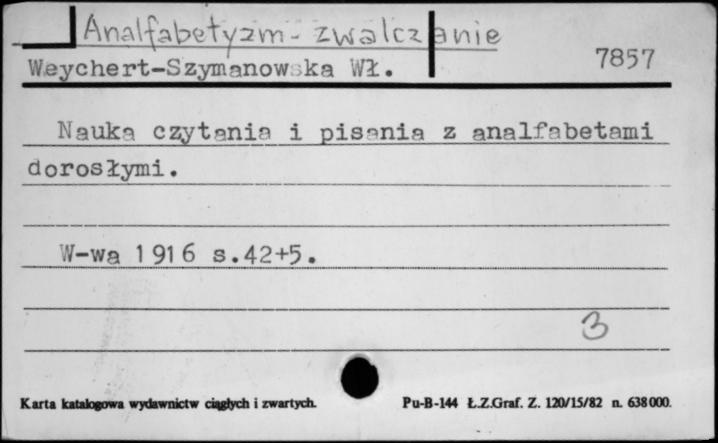 Analfabetyzm - zwalczanie
Weychert-Szymanowska Wł.
7857
Nauka czytania i pisania z analfabetami
dorosłymi.
W-wa 1916 s.42+5.
3
Karta katalogowa wydawnictw ciągłych i zwartych.
Pu-B-144 Ł.Z.Graf. Z. 120/15/82 n. 638000.